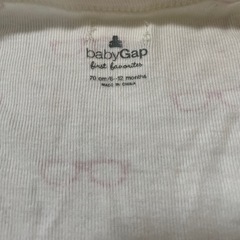 babyGap
first favorites
70 cm/6-12 months
MADE IN CHINA